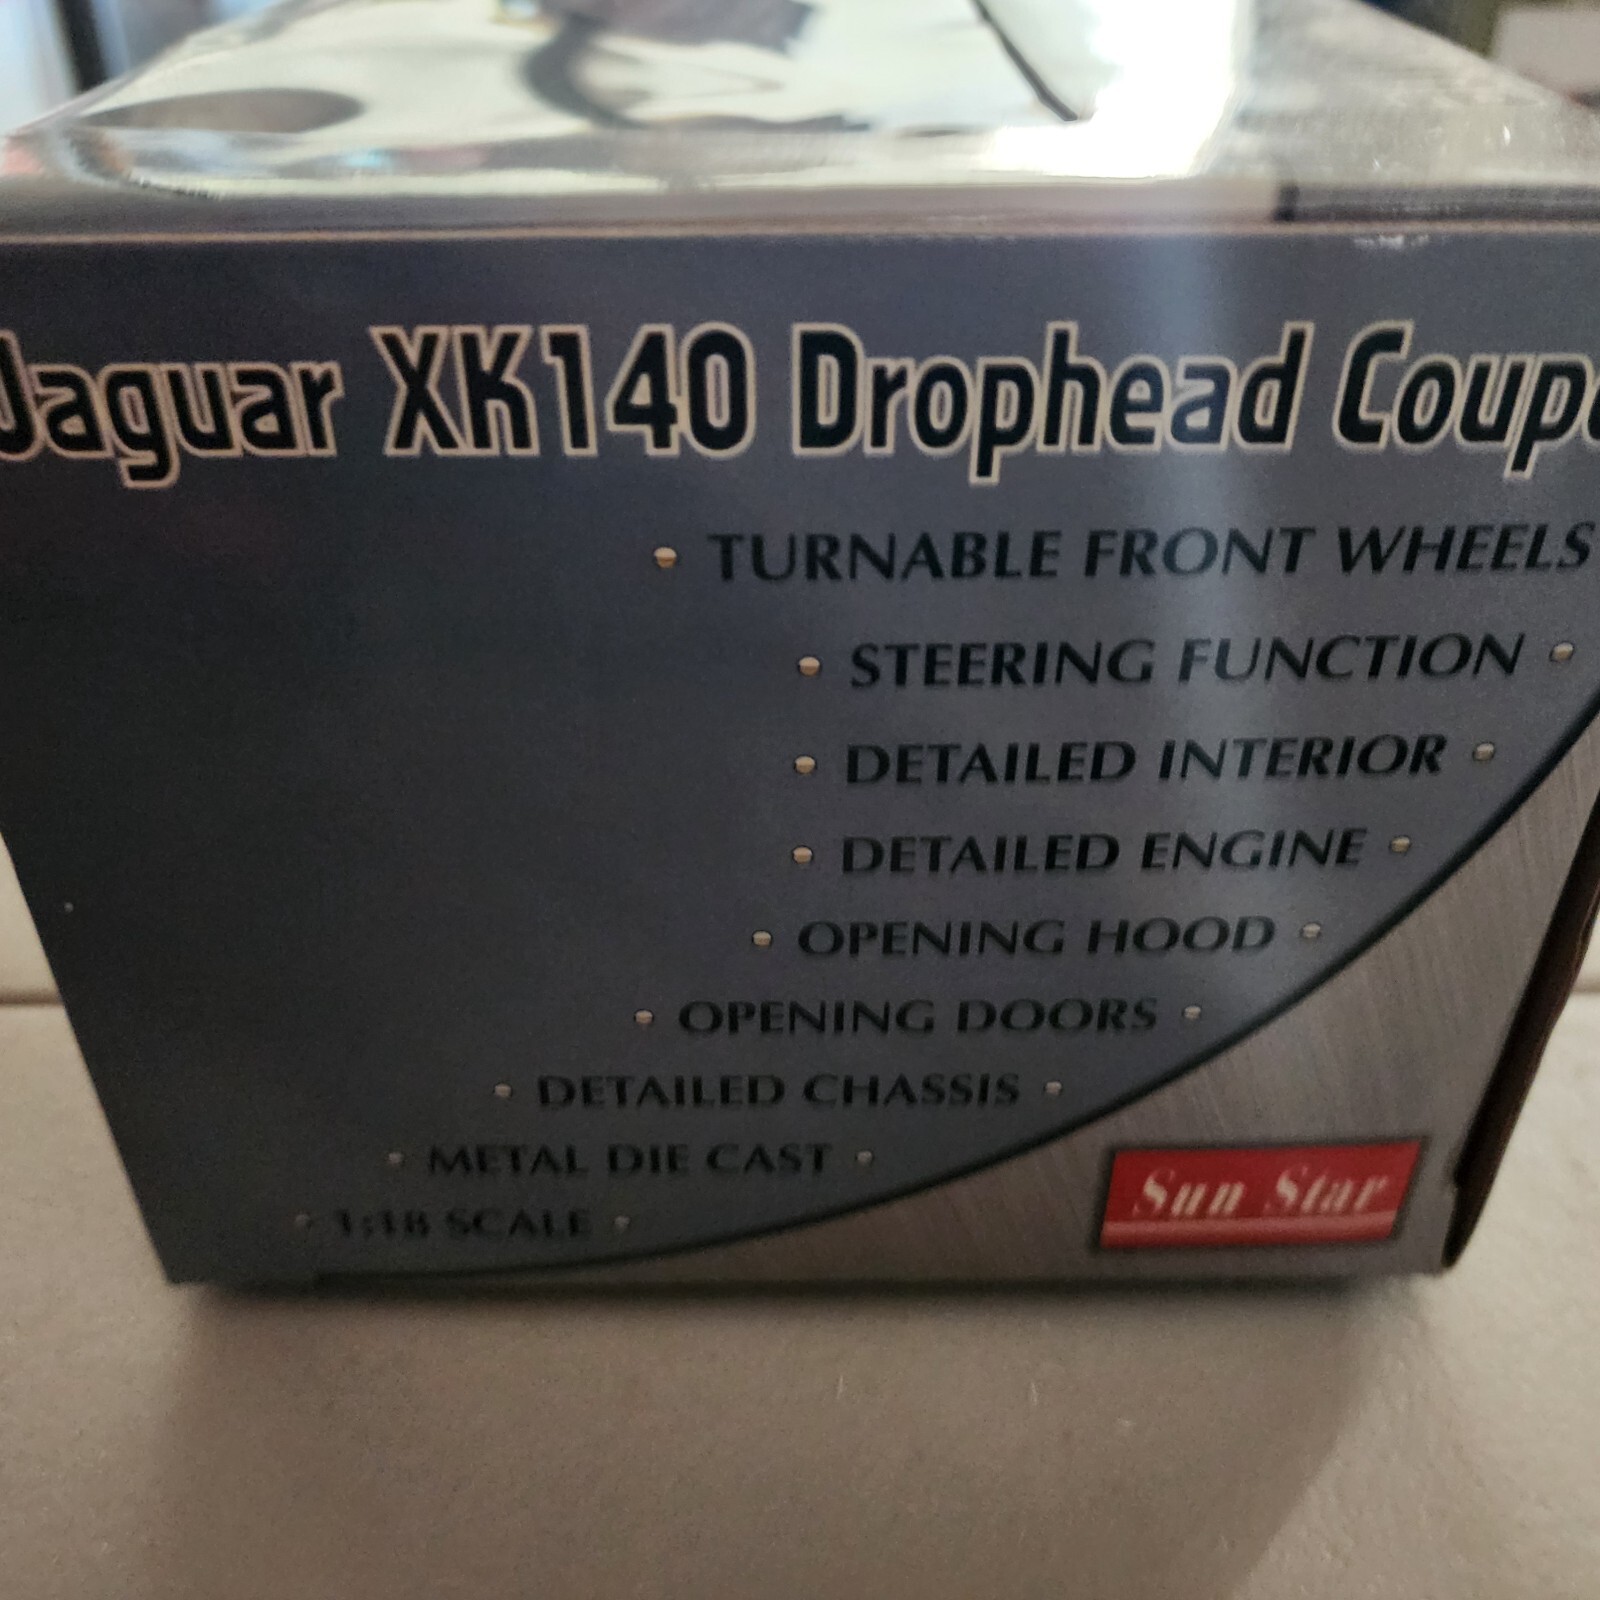 Jaguar XK140 Drophead Coupe
• TURNABLE FRONT WHEELS
• STEERING FUNCTION •
• DETAILED INTERIOR •
• DETAILED ENGINE •
• OPENING HOOD •
• OPENING DOORS •
• DETAILED CHASSIS •
• METAL DIE CAST •
• 1:18 SCALE •
Sun Star